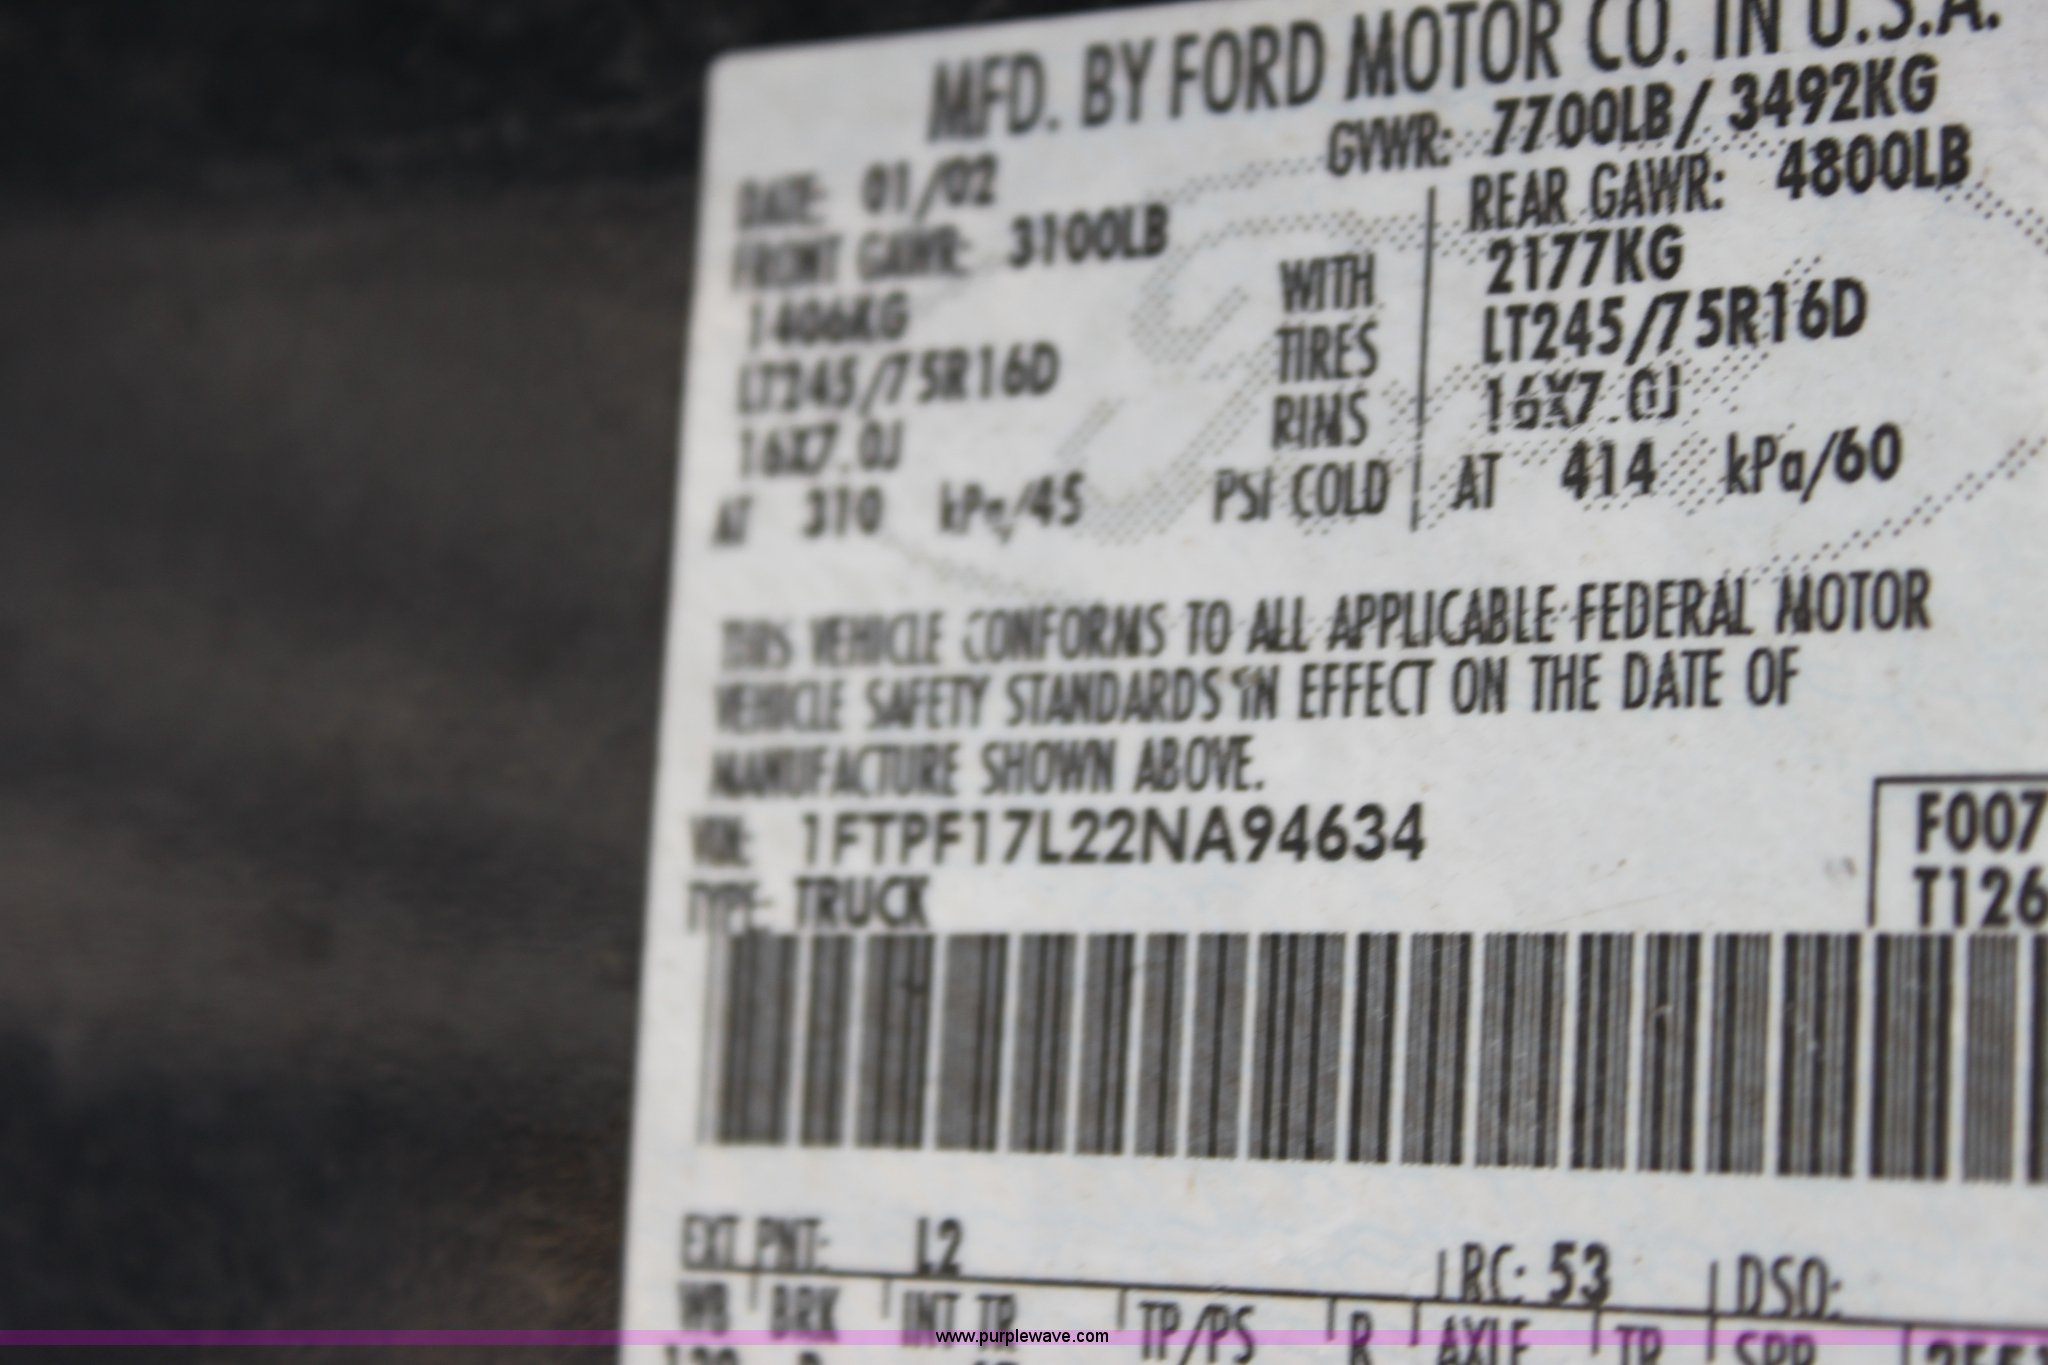 MFD. BY FORD MOTOR CO. IN U.S.A.
DATE: 01/02
GVWR: 7700LB/ 3492KG
FRONT GAWR: 3100LB
REAR GAWR: 4800LB
1406KG
WITH
2177KG
LT245/75R16D
TIRES
LT245/75R16D
16X7.0J
RIMS
16X7.0J
AT 310 kPa/45
PSI COLD
AT 414 kPa/60
THIS VEHICLE CONFORMS TO ALL APPLICABLE FEDERAL MOTOR
VEHICLE SAFETY STANDARDS IN EFFECT ON THE DATE OF
MANUFACTURE SHOWN ABOVE.
VIN: 1FTPF17L22NA94634
F007
TYPE: TRUCK
T126
EXT PNT: L2
RC: 53
DSO:
WB BRK INT TR TP/PS R AXLE TR SPR
www.purplewave.com